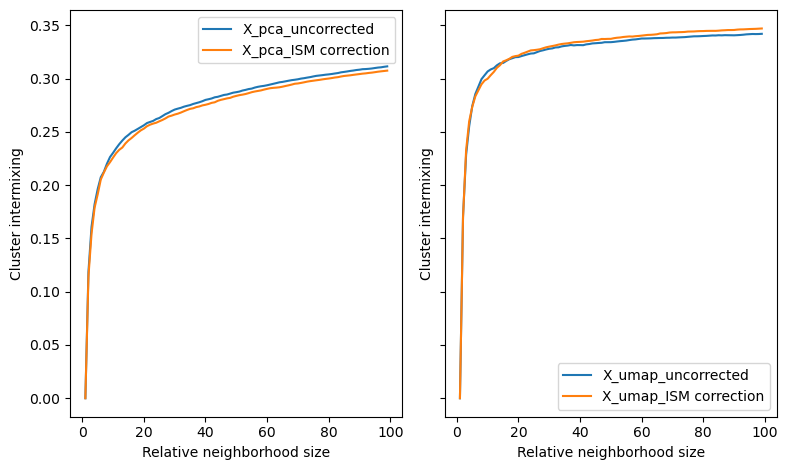 X_pca_uncorrected
X_pca_ISM correction
Cluster intermixing
0.35
0.30
0.25
0.20
0.15
0.10
0.05
0.00
0 20 40 60 80 100
Relative neighborhood size
Cluster intermixing
X_umap_uncorrected
X_umap_ISM correction
0 20 40 60 80 100
Relative neighborhood size